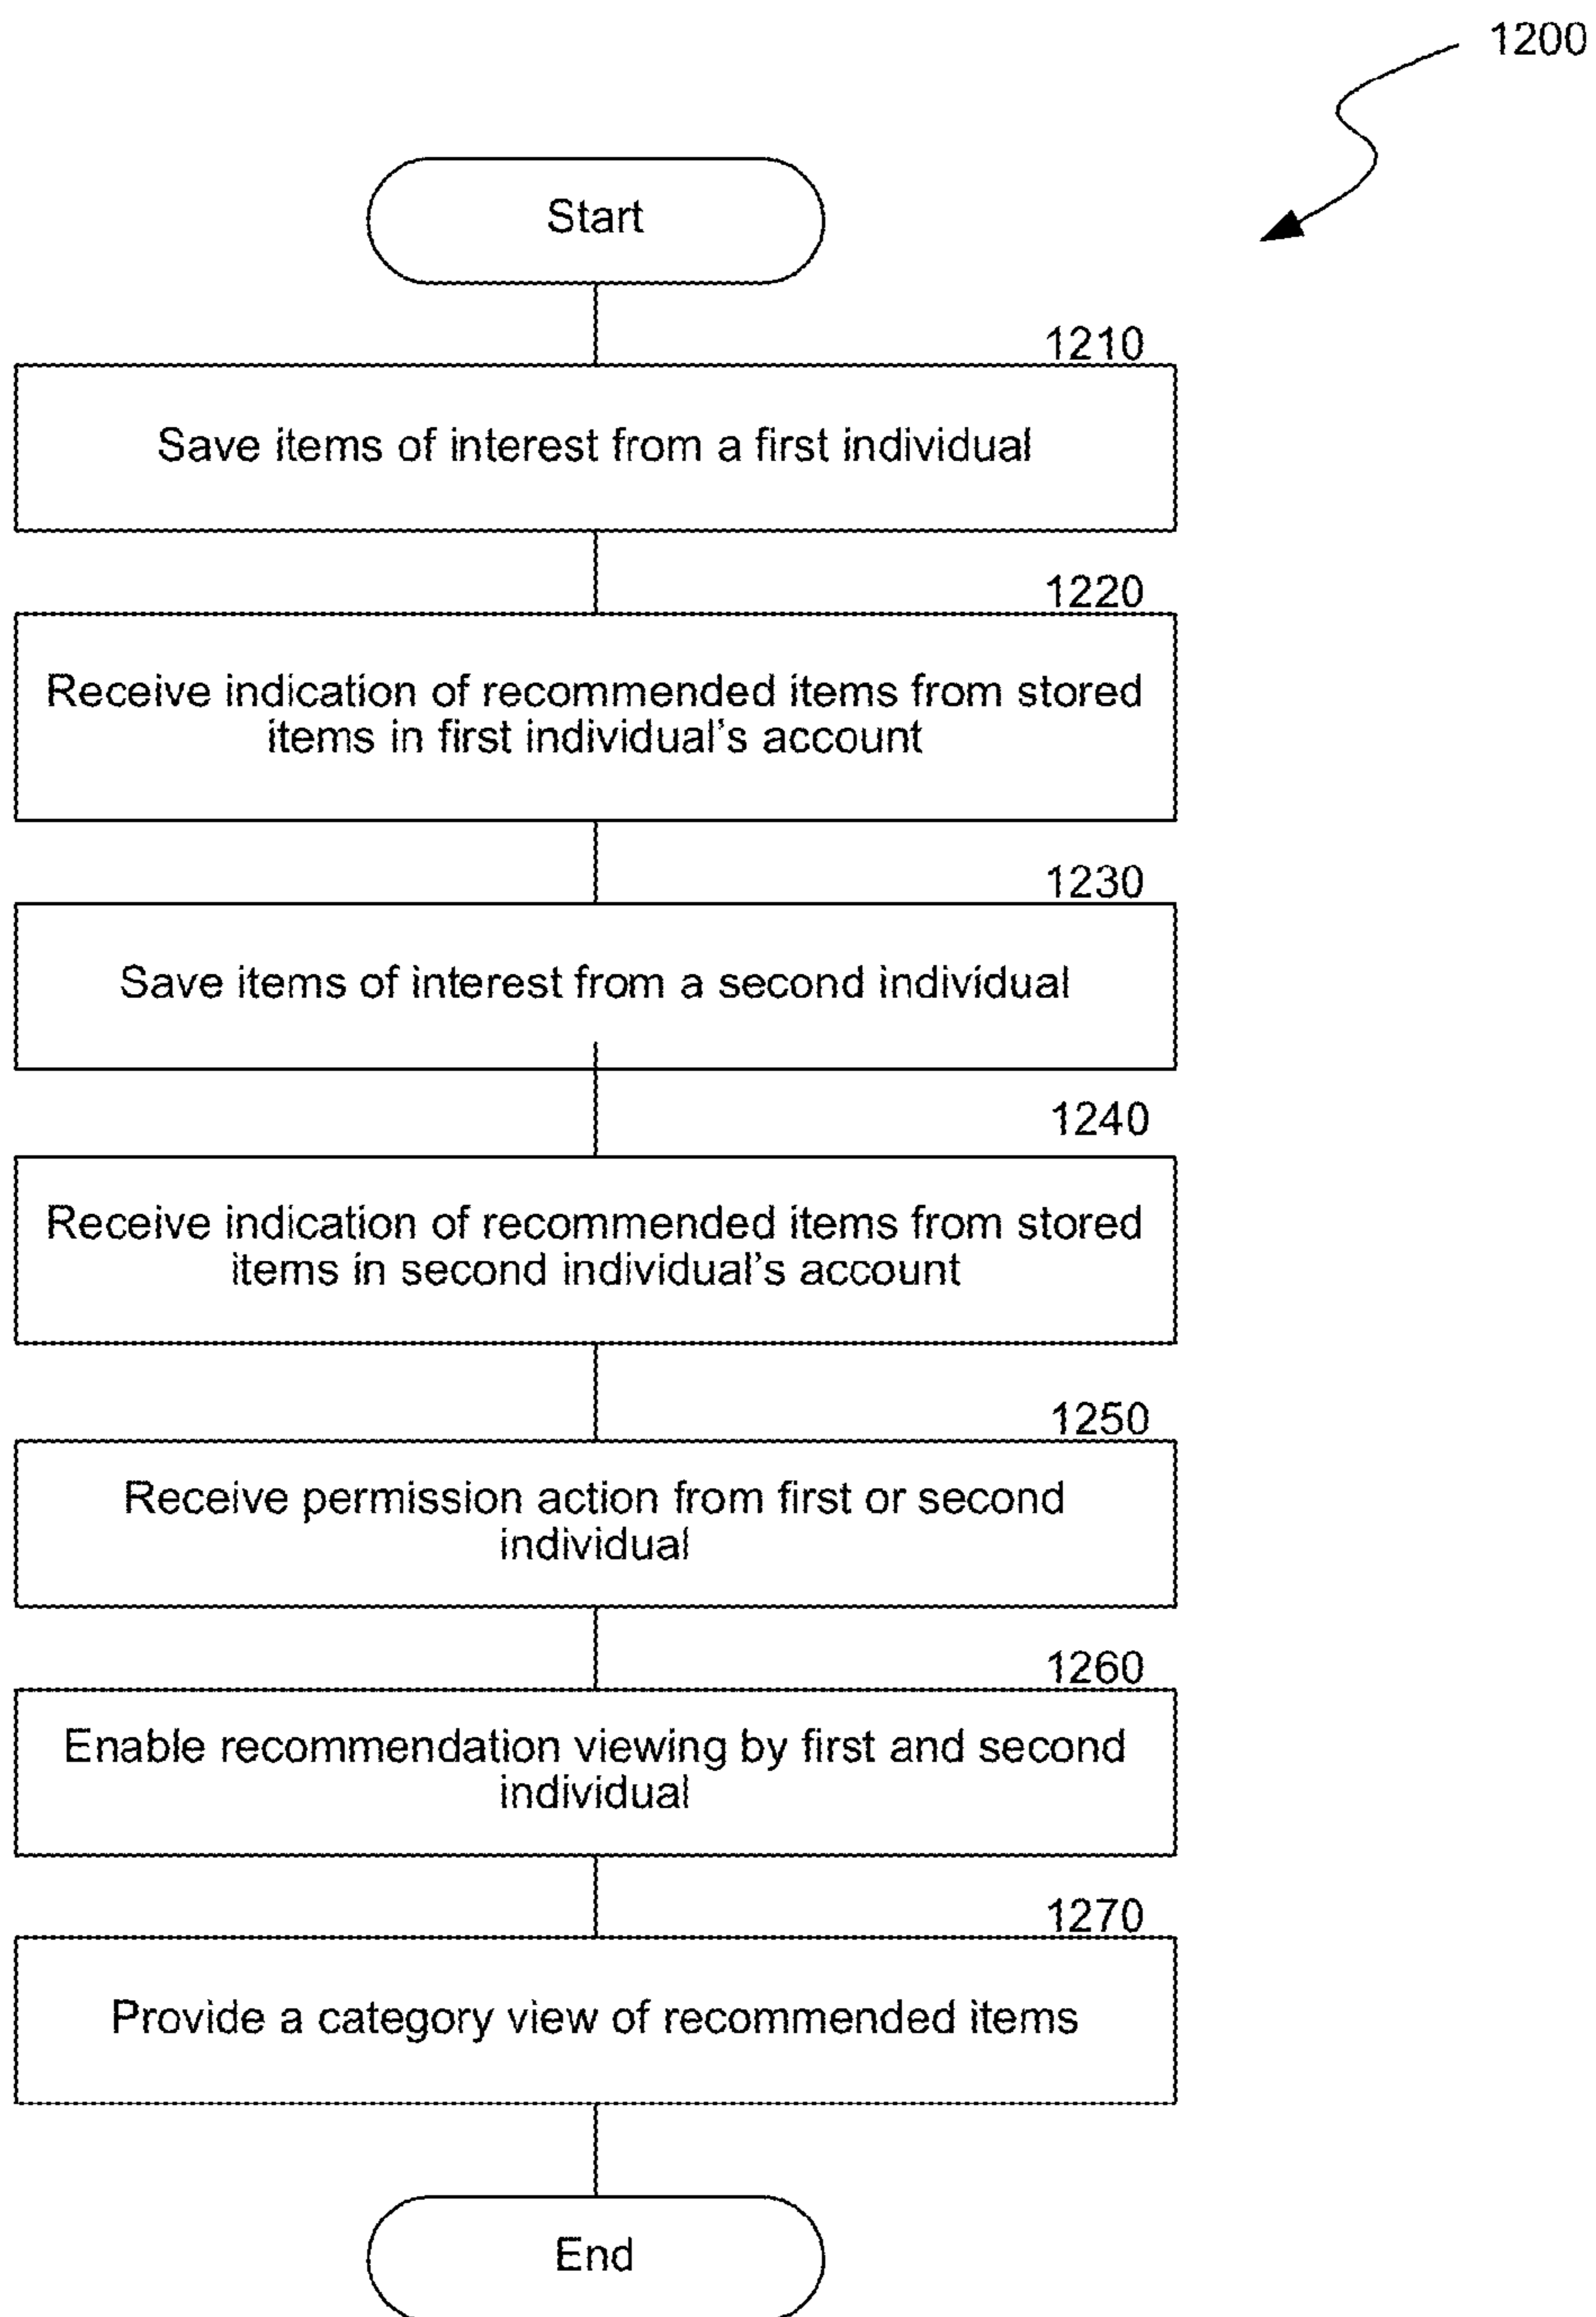 1200
Start
1210
Save items of interest from a first individual
1220
Receive indication of recommended items from stored
items in first individual's account
1230
Save items of interest from a second individual
1240
Receive indication of recommended items from stored
items in second individual's account
1250
Receive permission action from first or second
individual
1260
Enable recommendation viewing by first and second
individual
1270
Provide a category view of recommended items
End